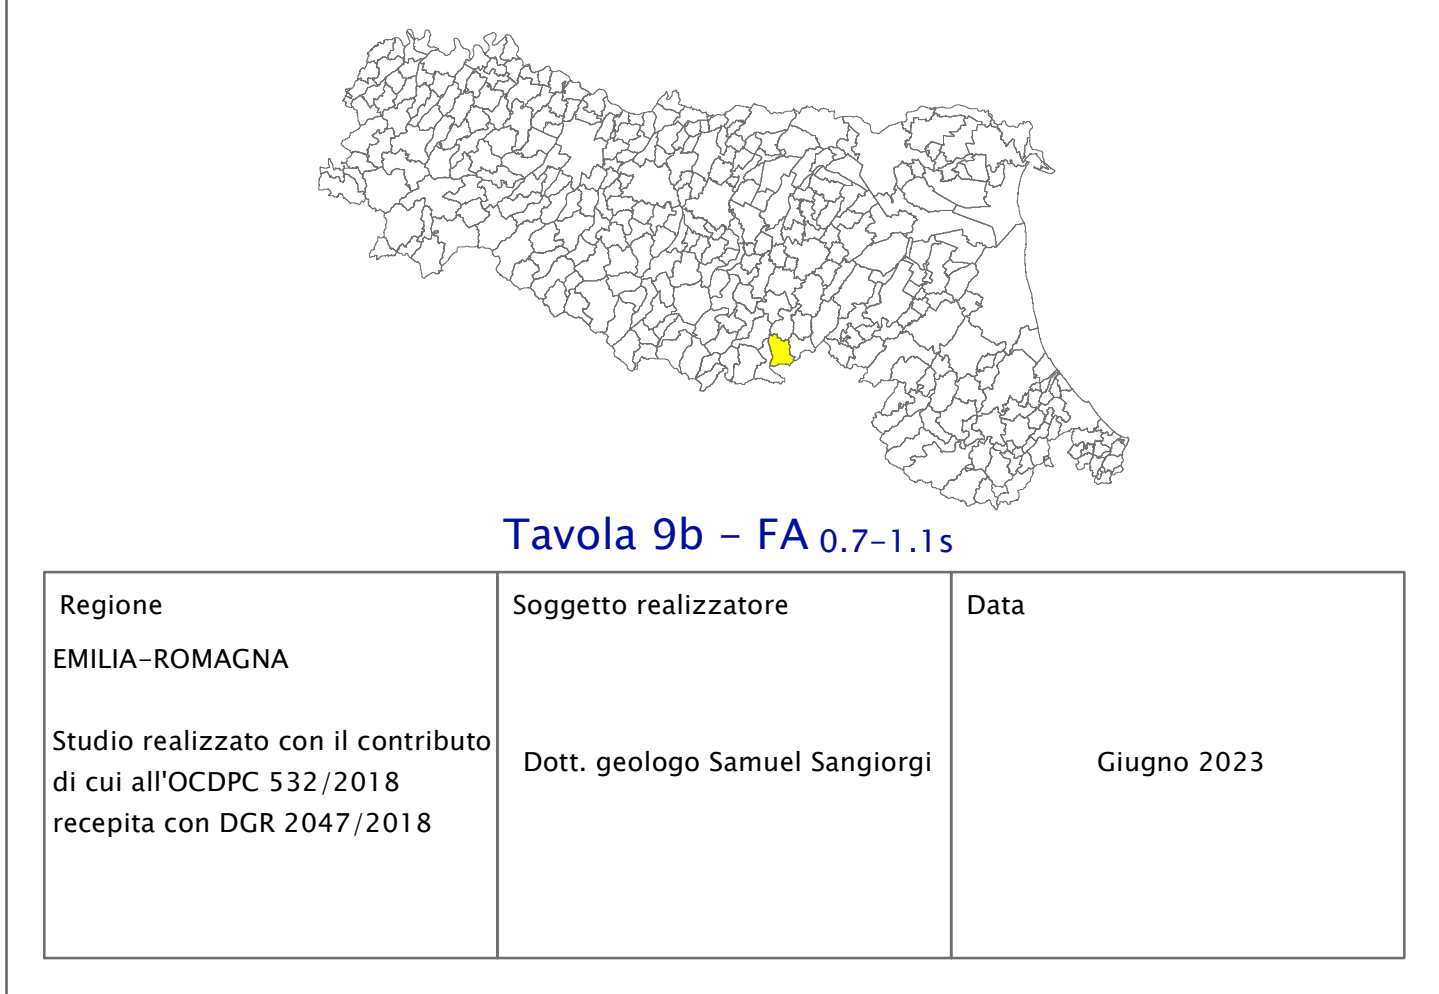 Tavola 9b - FA 0.7-1.1s
Regione
EMILIA-ROMAGNA
Studio realizzato con il contributo
di cui all'OCDPC 532/2018
recepita con DGR 2047/2018
Soggetto realizzatore
Dott. geologo Samuel Sangiorgi
Data
Giugno 2023